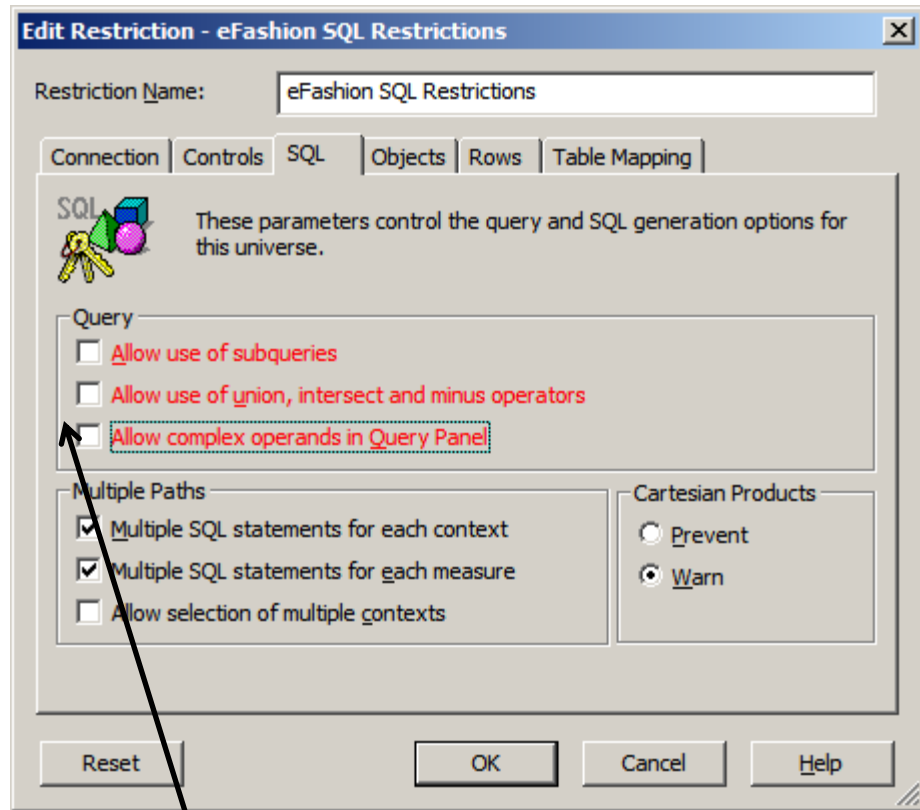 Edit Restriction - eFashion SQL Restrictions
Restriction Name:
eFashion SQL Restrictions
Connection
Controls
SQL
Objects
Rows
Table Mapping
SQL
These parameters control the query and SQL generation options for
this universe.
Query
Allow use of subqueries
Allow use of union, intersect and minus operators
Allow complex operands in Query Panel
Multiple Paths
Multiple SQL statements for each context
Multiple SQL statements for each measure
Allow selection of multiple contexts
Cartesian Products
Prevent
Warn
Reset
OK
Cancel
Help